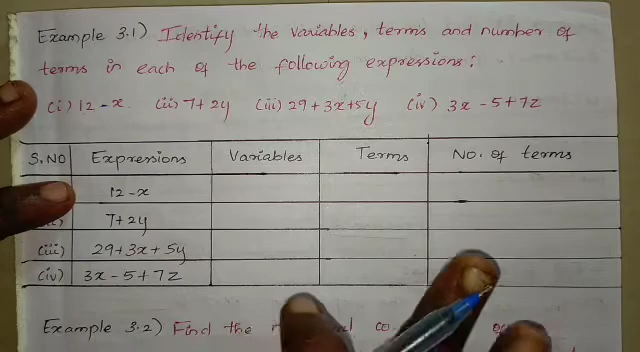 Example 3.1) Identify the variables, terms and number of
terms in each of the following expressions:
(i) 12 - x. (ii) 7 + 2y (iii) 29 + 3x + 5y (iv) 3x - 5 + 7z
S.NO Expressions Variables Terms NO. of terms
12 - x
7 + 2y
(iii) 29 + 3x + 5y
(iv) 3x - 5 + 7z
Example 3.2) Find the